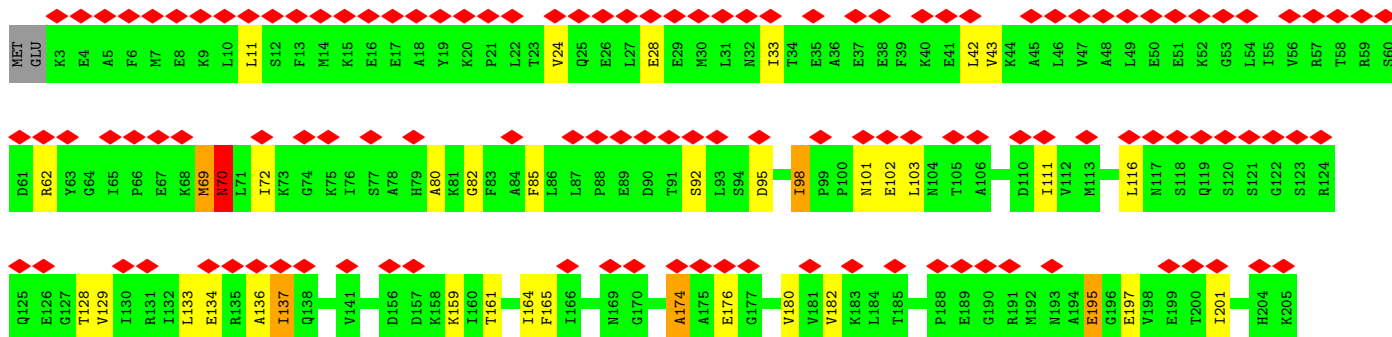 MET GLU K3 E4 A5 F6 M7 E8 K9 L10 L11 S12 F13 M14 K15 E16 E17 A18 Y19 K20 P21 L22 T23 V24 Q25 E26 L27 E28 E29 M30 L31 N32 I33 T34 E35 A36 E37 E38 F39 K40 E41 L42 V43 K44 A45 L46 V47 A48 L49 E50 E51 K52 G53 L54 I55 V56 R57 T58 R59 S60
D61 R62 Y63 G64 I65 P66 E67 K68 M69 N70 L71 I72 K73 G74 K75 I76 S77 A78 H79 A80 K81 G82 F83 A84 F85 L86 L87 P88 E89 D90 T91 S92 L93 S94 D95 I98 P99 P100 N101 E102 L103 N104 T105 A106 D110 I111 V112 M113 L116 N117 S118 Q119 S120 S121 G122 S123 R124
Q125 E126 G127 T128 V129 I130 R131 I132 L133 E134 R135 A136 I137 Q138 V141 D156 D157 K158 K159 I160 T161 I164 F165 I166 N169 G170 A174 A175 E176 G177 V180 V181 V182 K183 L184 T185 P188 E189 G190 R191 M192 N193 A194 E195 G196 E197 V198 E199 T200 I201 H204 K205